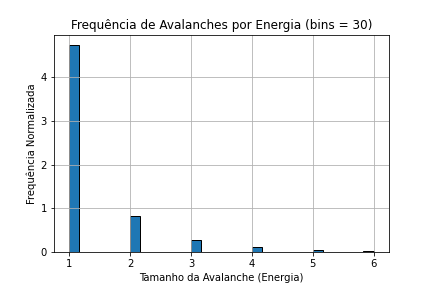 Frequência de Avalanches por Energia (bins = 30)
Frequência Normalizada
4
3
2
1
0
1 2 3 4 5 6
Tamanho da Avalanche (Energia)